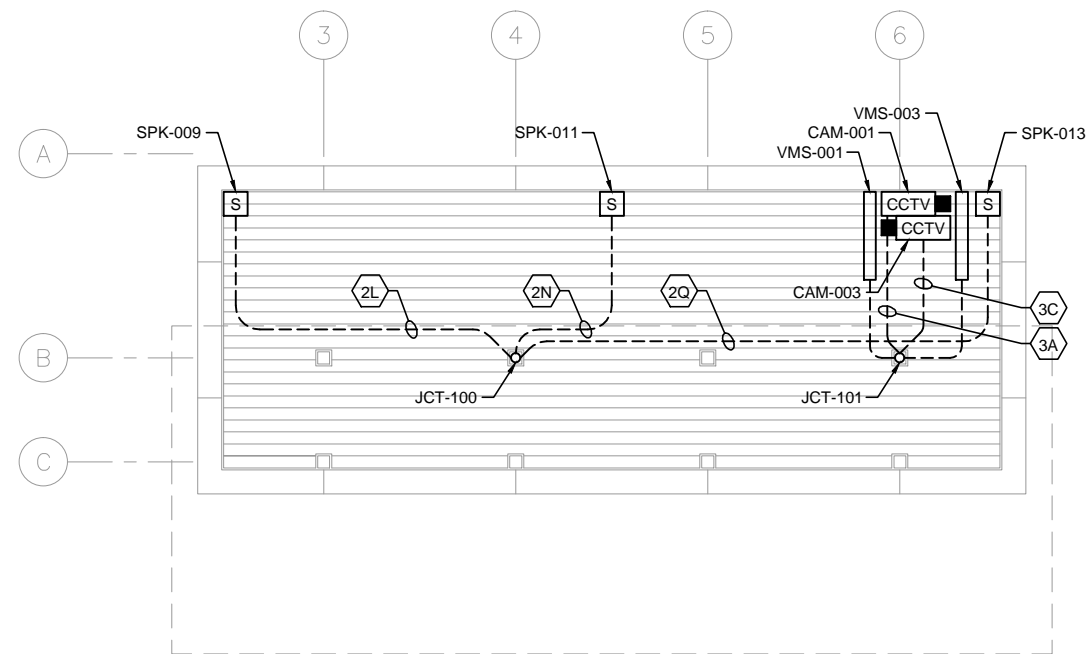 3 4 5 6
VMS-003
SPK-009 SPK-011 CAM-001 SPK-013
VMS-001
A
S S CCTV S
CCTV
2L 2N 2Q CAM-003 3C
3A
B
JCT-100 JCT-101
C